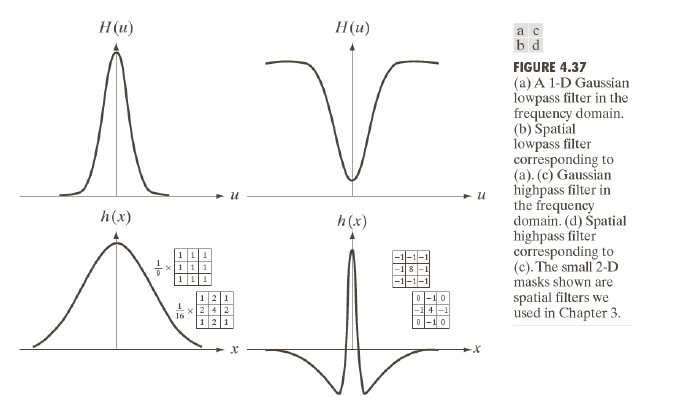 H(u)
H(u)
u
u
h(x)
h(x)
1/9 ×
1 1 1
1 1 1
1 1 1
1/16 ×
1 2 1
2 4 2
1 2 1
x
−1 −1 −1
−1 8 −1
−1 −1 −1
0 −1 0
−1 4 −1
0 −1 0
x
a c
b d
FIGURE 4.37
(a) A 1-D Gaussian
lowpass filter in the
frequency domain.
(b) Spatial
lowpass filter
corresponding to
(a). (c) Gaussian
highpass filter in
the frequency
domain. (d) Spatial
highpass filter
corresponding to
(c). The small 2-D
masks shown are
spatial filters we
used in Chapter 3.